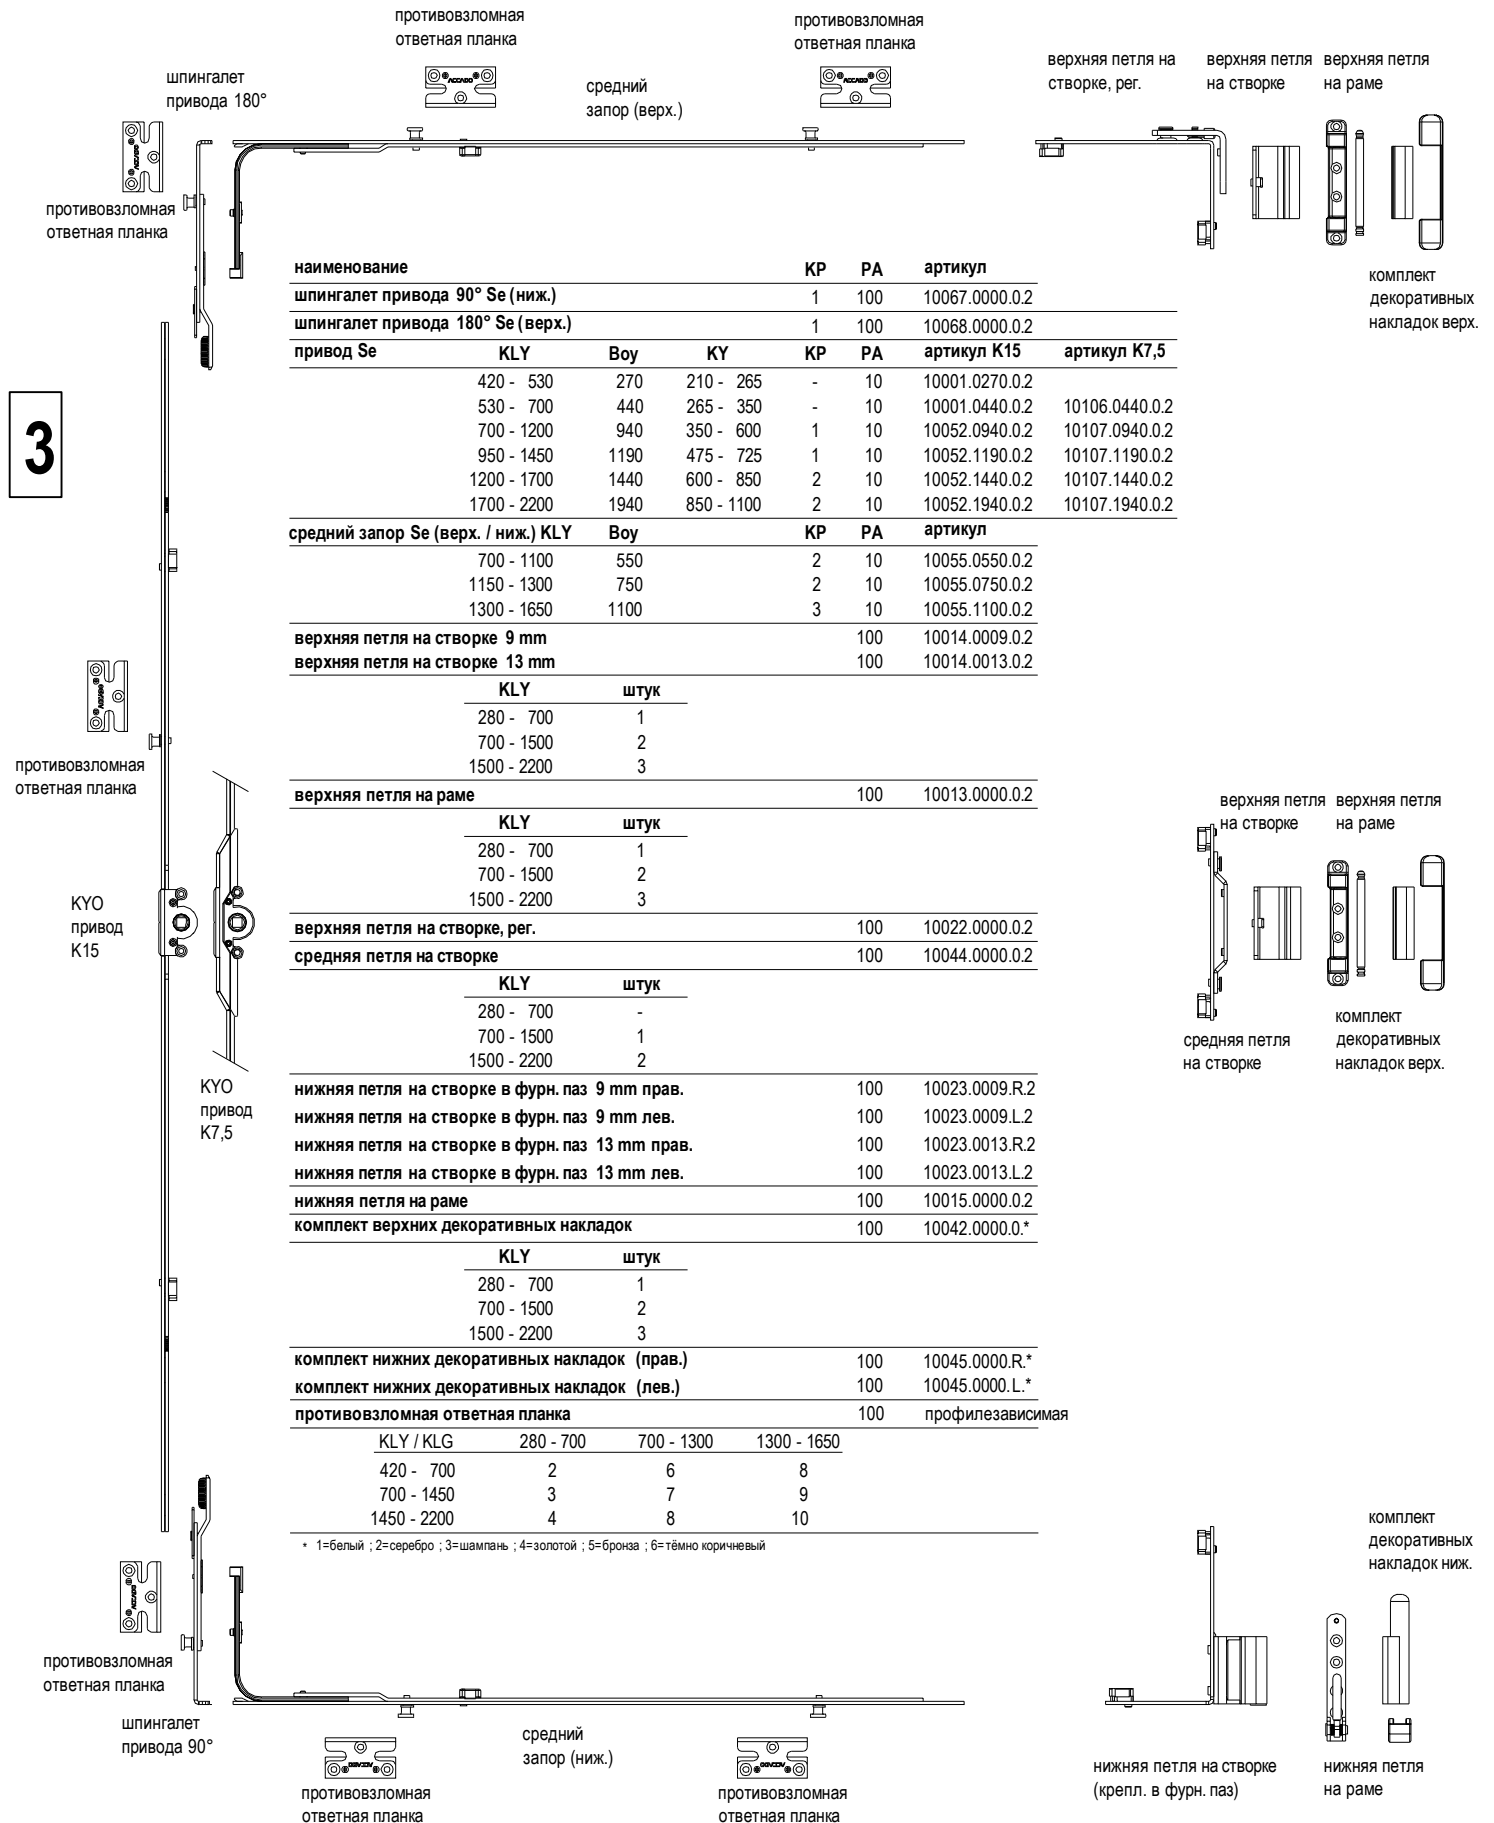 противовзломная
ответная планка
противовзломная
ответная планка
шпингалет
привода 180°
средний
запор (верх.)
верхняя петля на
створке, рег.
верхняя петля
на створке
верхняя петля
на раме
ACCADO
ACCADO
ACCADO
противовзломная
ответная планка
комплект
декоративных
накладок верх.
3
наименование KP PA артикул
шпингалет привода 90° Se (ниж.) 1 100 10067.0000.0.2
шпингалет привода 180° Se (верх.) 1 100 10068.0000.0.2
привод Se KLY Boy KY KP PA артикул K15 артикул K7,5
420 - 530 270 210 - 265 - 10 10001.0270.0.2
530 - 700 440 265 - 350 - 10 10001.0440.0.2 10106.0440.0.2
700 - 1200 940 350 - 600 1 10 10052.0940.0.2 10107.0940.0.2
950 - 1450 1190 475 - 725 1 10 10052.1190.0.2 10107.1190.0.2
1200 - 1700 1440 600 - 850 2 10 10052.1440.0.2 10107.1440.0.2
1700 - 2200 1940 850 - 1100 2 10 10052.1940.0.2 10107.1940.0.2
средний запор Se (верх. / ниж.) KLY Boy KP PA артикул
700 - 1100 550 2 10 10055.0550.0.2
1150 - 1300 750 2 10 10055.0750.0.2
1300 - 1650 1100 3 10 10055.1100.0.2
верхняя петля на створке 9 mm 100 10014.0009.0.2
верхняя петля на створке 13 mm 100 10014.0013.0.2
KLY штук
280 - 700 1
700 - 1500 2
1500 - 2200 3
верхняя петля на раме 100 10013.0000.0.2
KLY штук
280 - 700 1
700 - 1500 2
1500 - 2200 3
верхняя петля на створке, рег. 100 10022.0000.0.2
средняя петля на створке 100 10044.0000.0.2
KLY штук
280 - 700 -
700 - 1500 1
1500 - 2200 2
нижняя петля на створке в фурн. паз 9 mm прав. 100 10023.0009.R.2
нижняя петля на створке в фурн. паз 9 mm лев. 100 10023.0009.L.2
нижняя петля на створке в фурн. паз 13 mm прав. 100 10023.0013.R.2
нижняя петля на створке в фурн. паз 13 mm лев. 100 10023.0013.L.2
нижняя петля на раме 100 10015.0000.0.2
комплект верхних декоративных накладок 100 10042.0000.0.*
KLY штук
280 - 700 1
700 - 1500 2
1500 - 2200 3
комплект нижних декоративных накладок (прав.) 100 10045.0000.R.*
комплект нижних декоративных накладок (лев.) 100 10045.0000.L.*
противовзломная ответная планка 100 профилезависимая
KLY / KLG 280 - 700 700 - 1300 1300 - 1650
420 - 700 2 6 8
700 - 1450 3 7 9
1450 - 2200 4 8 10
* 1=белый ; 2=серебро ; 3=шампань ; 4=золотой ; 5=бронза ; 6=тёмно коричневый
ACCADO
противовзломная
ответная планка
KYO
привод
K15
KYO
привод
K7,5
верхняя петля
на створке
верхняя петля
на раме
средняя петля
на створке
комплект
декоративных
накладок верх.
ACCADO
противовзломная
ответная планка
шпингалет
привода 90°
ACCADO
противовзломная
ответная планка
средний
запор (ниж.)
ACCADO
противовзломная
ответная планка
комплект
декоративных
накладок ниж.
нижняя петля на створке
(крепл. в фурн. паз)
нижняя петля
на раме